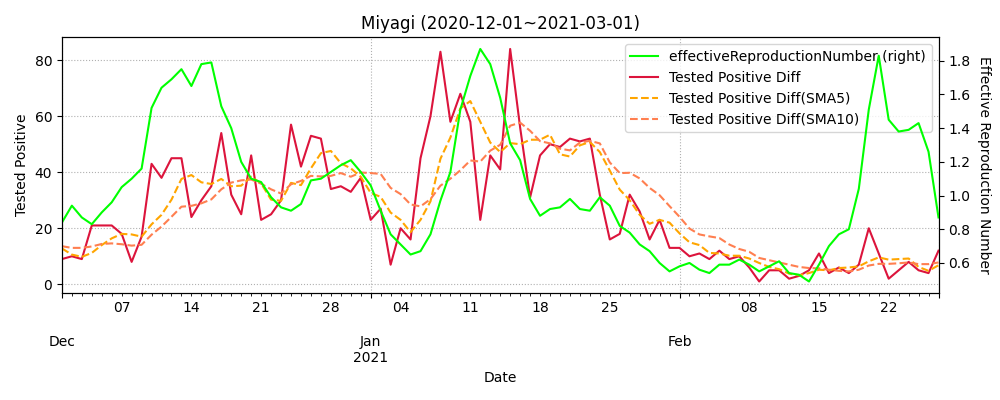 Miyagi (2020-12-01~2021-03-01)
effectiveReproductionNumber (right)
Tested Positive Diff
Tested Positive Diff(SMA5)
Tested Positive Diff(SMA10)
Tested Positive
80
60
40
20
0
1.8
1.6
1.4
1.2
1.0
0.8
0.6
Effective Reproduction Number
07 14 21 28 04 11 18 25 08 15 22
Dec Jan Feb
2021
Date